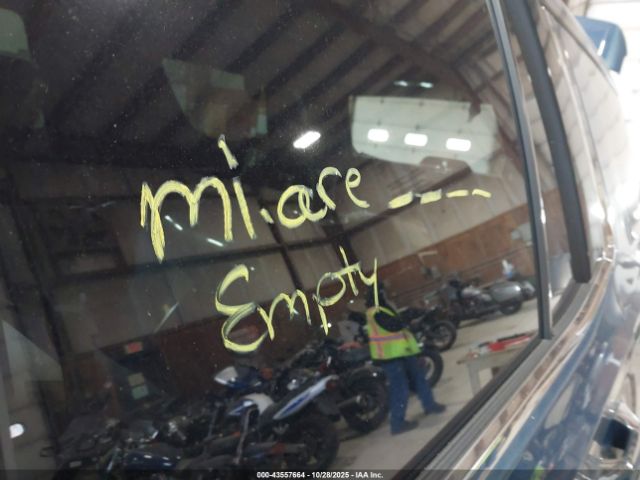 mi. are ----
Empty
000-43557664 | 10/28/2025 | IAA Inc.